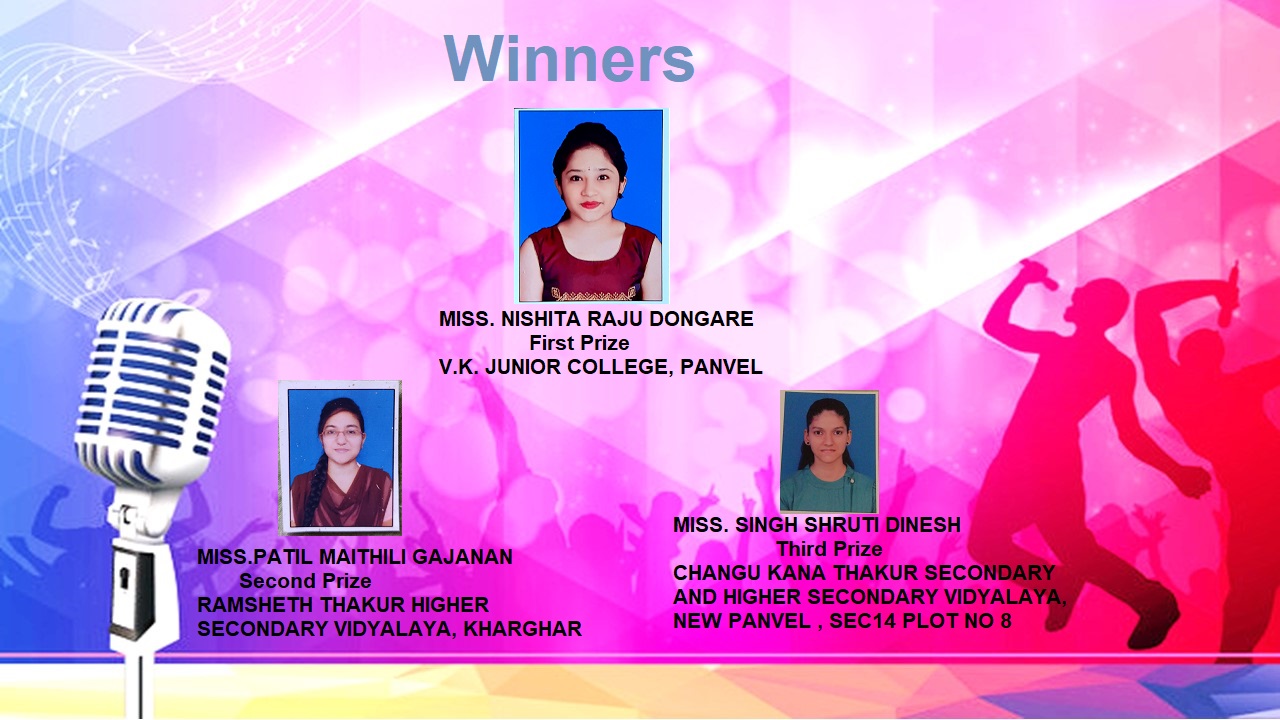 Winners
MISS. NISHITA RAJU DONGARE
First Prize
V.K. JUNIOR COLLEGE, PANVEL
MISS.PATIL MAITHILI GAJANAN
Second Prize
RAMSHETH THAKUR HIGHER
SECONDARY VIDYALAYA, KHARGHAR
MISS. SINGH SHRUTI DINESH
Third Prize
CHANGU KANA THAKUR SECONDARY
AND HIGHER SECONDARY VIDYALAYA,
NEW PANVEL , SEC14 PLOT NO 8